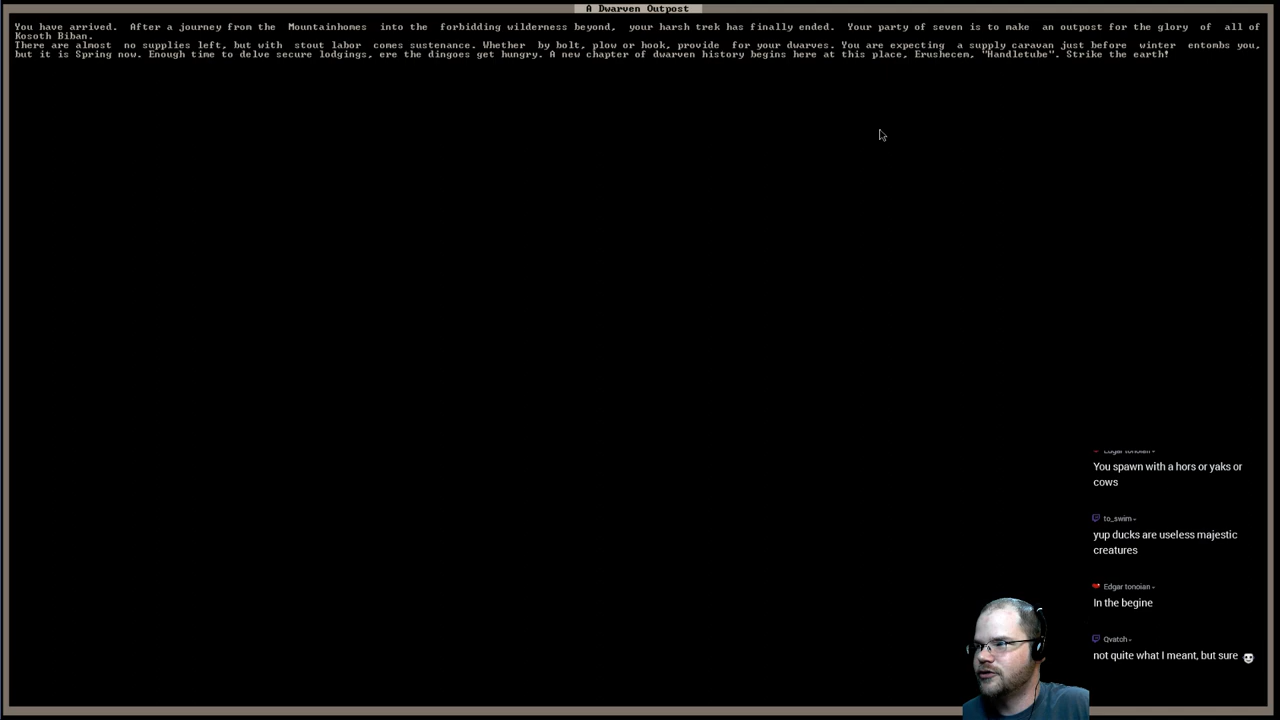 A Dwarven Outpost
You have arrived. After a journey from the Mountainhomes into the forbidding wilderness beyond, your harsh trek has finally ended. Your party of seven is to make an outpost for the glory of all of
Kosoth Biban.
There are almost no supplies left, but with stout labor comes sustenance. Whether by bolt, plow or hook, provide for your dwarves. You are expecting a supply caravan just before winter entombs you,
but it is Spring now. Enough time to delve secure lodgings, ere the dingoes get hungry. A new chapter of dwarven history begins here at this place, Erushecem, "Handletube". Strike the earth!
Edgar tonoian
You spawn with a hors or yaks or
cows
to_swim
yup ducks are useless majestic
creatures
Edgar tonoian
In the begine
Qvatch
not quite what I meant, but sure